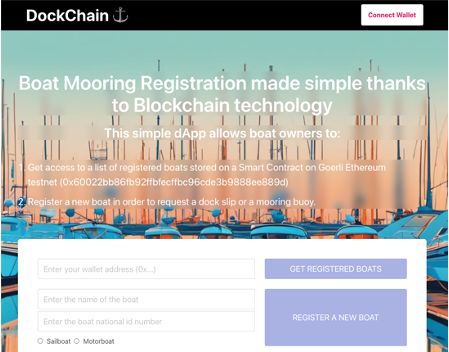 DockChain ⚓
Connect Wallet
Boat Mooring Registration made simple thanks
to Blockchain technology
This simple dApp allows boat owners to:
1. Get access to a list of registered boats stored on a Smart Contract on Goerli Ethereum
testnet (0x60022bb86fb92ffbfecffbc96cde3b9888ee889d)
2. Register a new boat in order to request a dock slip or a mooring buoy.
Enter your wallet address (0x...)
GET REGISTERED BOATS
Enter the name of the boat
Enter the boat national id number
REGISTER A NEW BOAT
Sailboat Motorboat